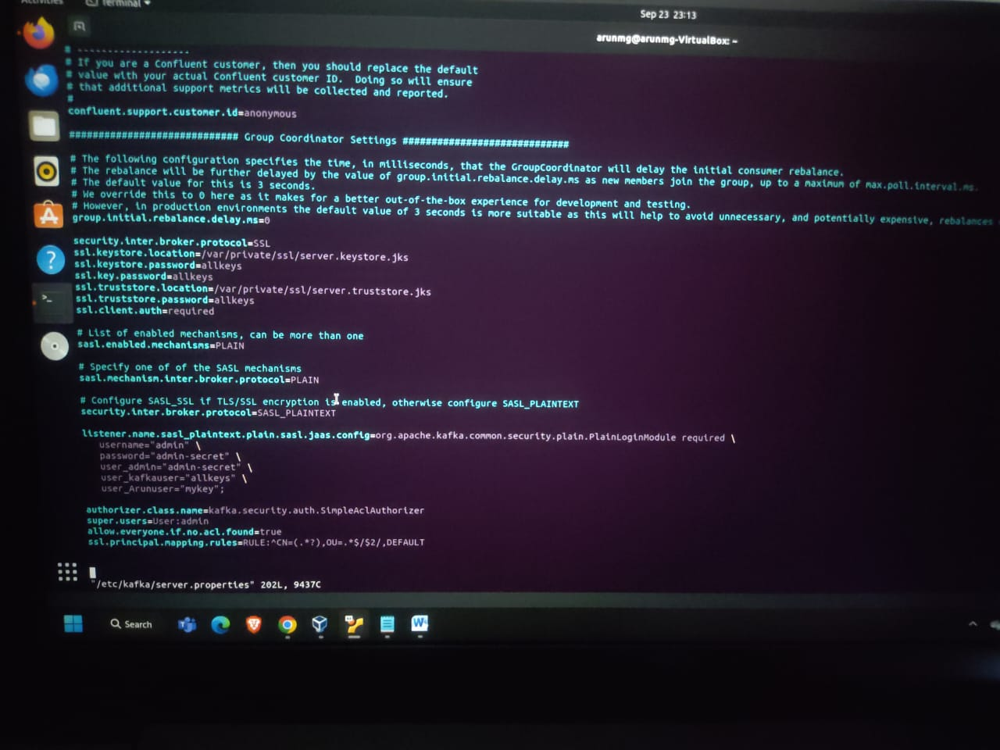 Activities
Terminal
Sep 23 23:13
arunmg@arunmg-VirtualBox: ~
# -------------------
# If you are a Confluent customer, then you should replace the default
# value with your actual Confluent customer ID.  Doing so will ensure
# that additional support metrics will be collected and reported.
#
confluent.support.customer.id=anonymous
############################# Group Coordinator Settings #############################
# The following configuration specifies the time, in milliseconds, that the GroupCoordinator will delay the initial consumer rebalance.
# The rebalance will be further delayed by the value of group.initial.rebalance.delay.ms as new members join the group, up to a maximum of max.poll.interval.ms.
# The default value for this is 3 seconds.
# We override this to 0 here as it makes for a better out-of-the-box experience for development and testing.
# However, in production environments the default value of 3 seconds is more suitable as this will help to avoid unnecessary, and potentially expensive, rebalances
group.initial.rebalance.delay.ms=0
security.inter.broker.protocol=SSL
ssl.keystore.location=/var/private/ssl/server.keystore.jks
ssl.keystore.password=allkeys
ssl.key.password=allkeys
ssl.truststore.location=/var/private/ssl/server.truststore.jks
ssl.truststore.password=allkeys
ssl.client.auth=required
# List of enabled mechanisms, can be more than one
sasl.enabled.mechanisms=PLAIN
# Specify one of of the SASL mechanisms
sasl.mechanism.inter.broker.protocol=PLAIN
# Configure SASL_SSL if TLS/SSL encryption is enabled, otherwise configure SASL_PLAINTEXT
security.inter.broker.protocol=SASL_PLAINTEXT
listener.name.sasl_plaintext.plain.sasl.jaas.config=org.apache.kafka.common.security.plain.PlainLoginModule required \
username="admin" \
password="admin-secret" \
user_admin="admin-secret" \
user_kafkauser="allkeys" \
user_Arunuser="mykey";
authorizer.class.name=kafka.security.auth.SimpleAclAuthorizer
super.users=User:admin
allow.everyone.if.no.acl.found=true
ssl.principal.mapping.rules=RULE:^CN=(.*?),OU=.*$/$2/,DEFAULT
"/etc/kafka/server.properties" 202L, 9437C
Search